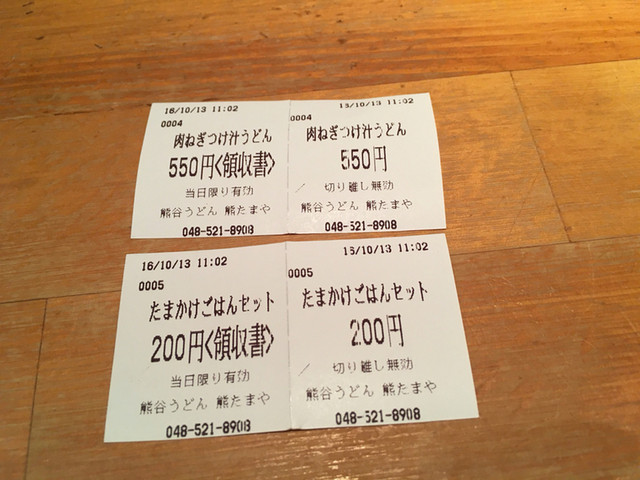 16/10/13 11:02
0004
肉ねぎつけ汁うどん
550円<領収書>
当日限り有効
熊谷うどん 熊たまや
048-521-8908
16/10/13 11:02
0004
肉ねぎつけ汁うどん
550円
/ 切り離し無効
熊谷うどん 熊たまや
048-521-8908
16/10/13 11:02
0005
たまかけごはんセット
200円<領収書>
当日限り有効
熊谷うどん 熊たまや
048-521-8908
16/10/13 11:02
0005
たまかけごはんセット
200円
/ 切り離し無効
熊谷うどん 熊たまや
048-521-8908